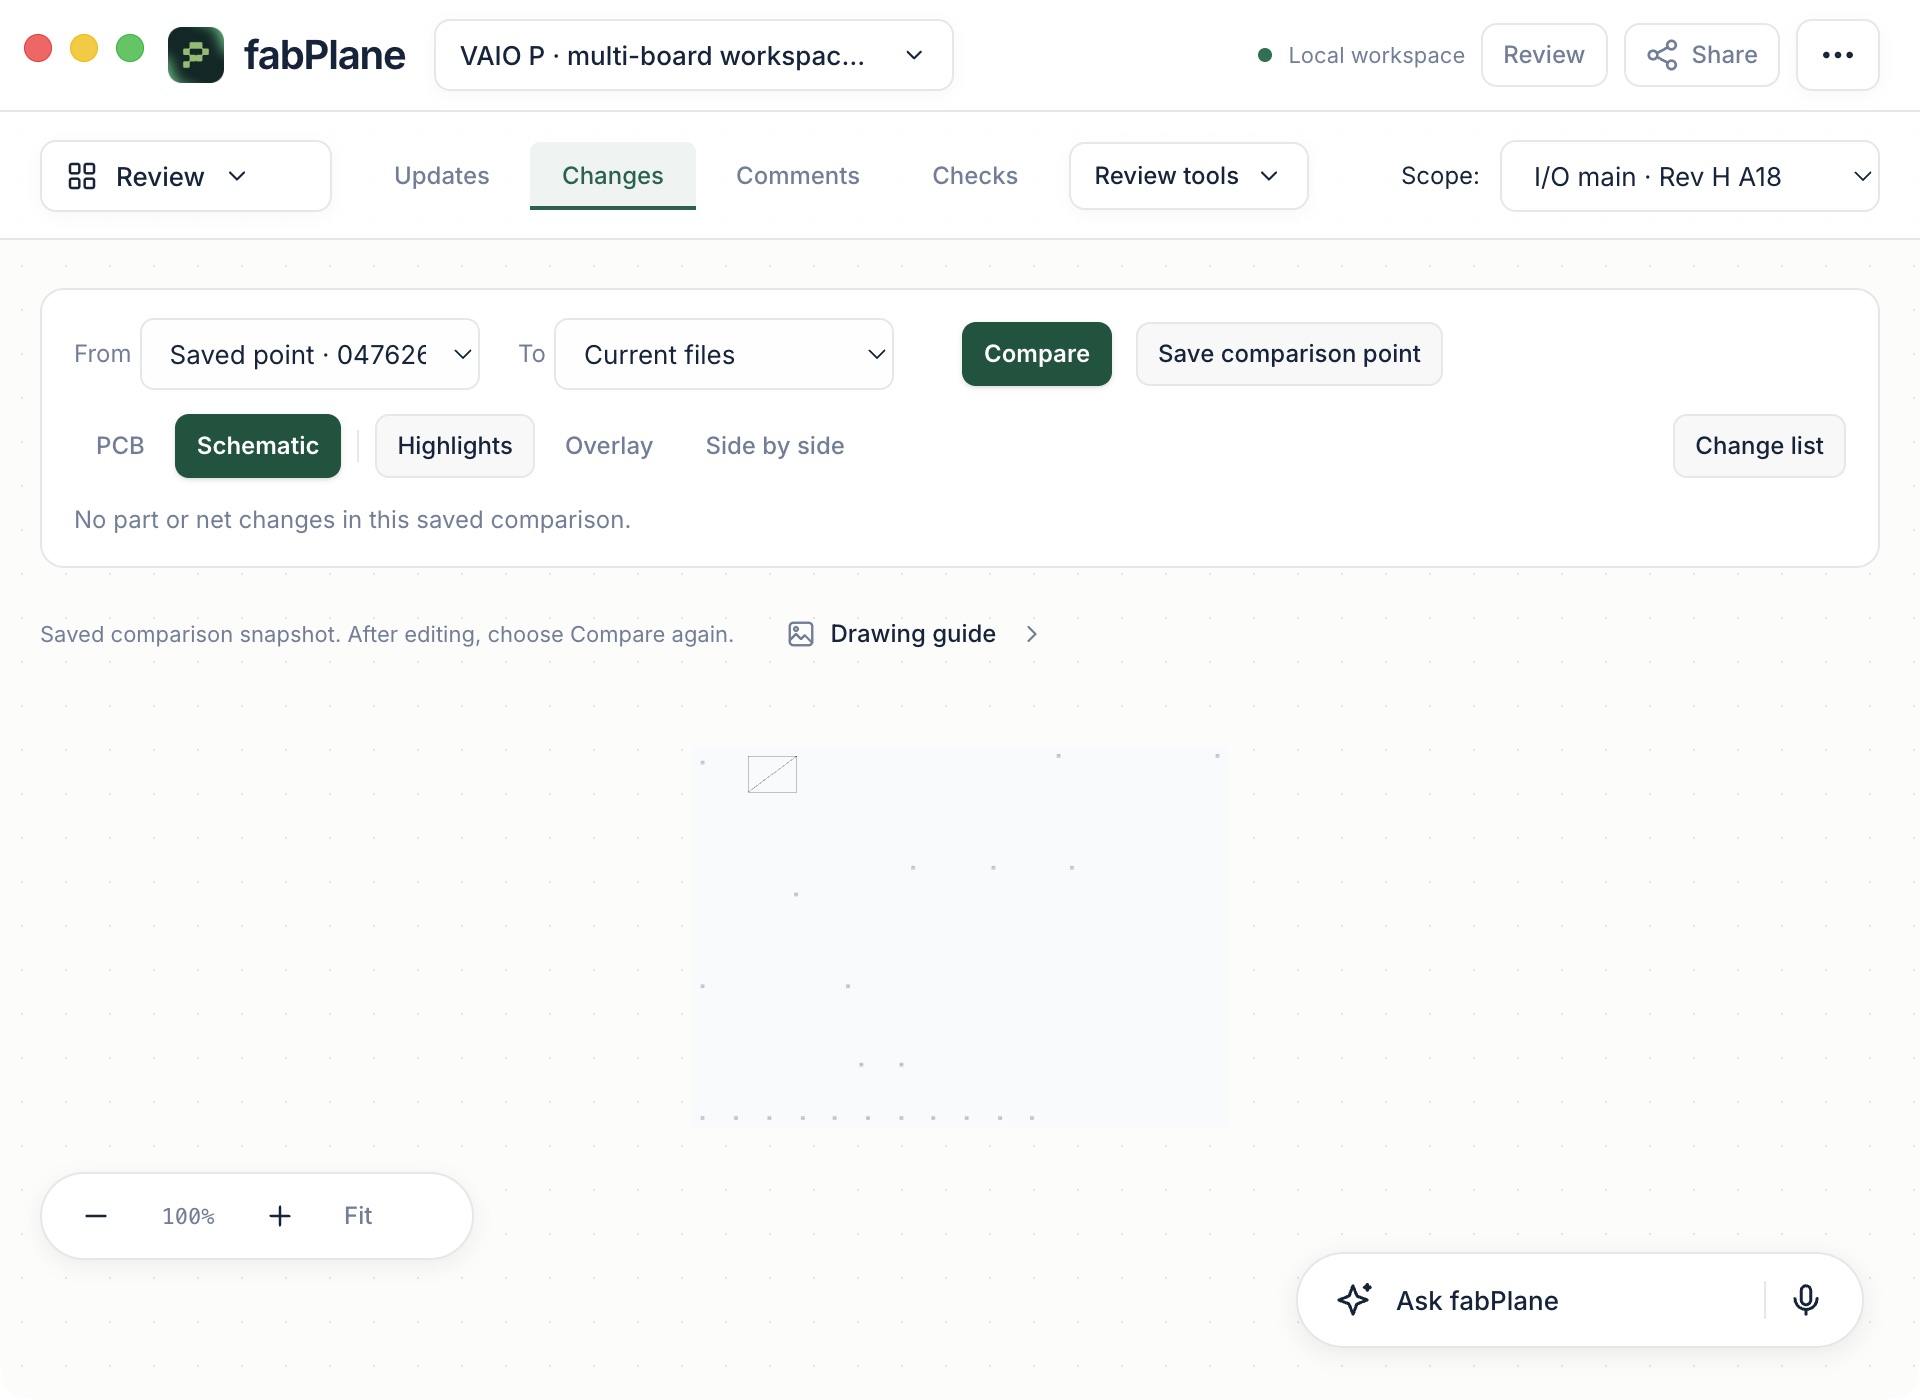 fabPlane
VAIO P · multi-board workspac...
Local workspace
Review
Share
Review
Updates
Changes
Comments
Checks
Review tools
Scope:
I/O main · Rev H A18
From
Saved point · 047626
To
Current files
Compare
Save comparison point
PCB
Schematic
Highlights
Overlay
Side by side
Change list
No part or net changes in this saved comparison.
Saved comparison snapshot. After editing, choose Compare again.
Drawing guide
100%
Fit
Ask fabPlane